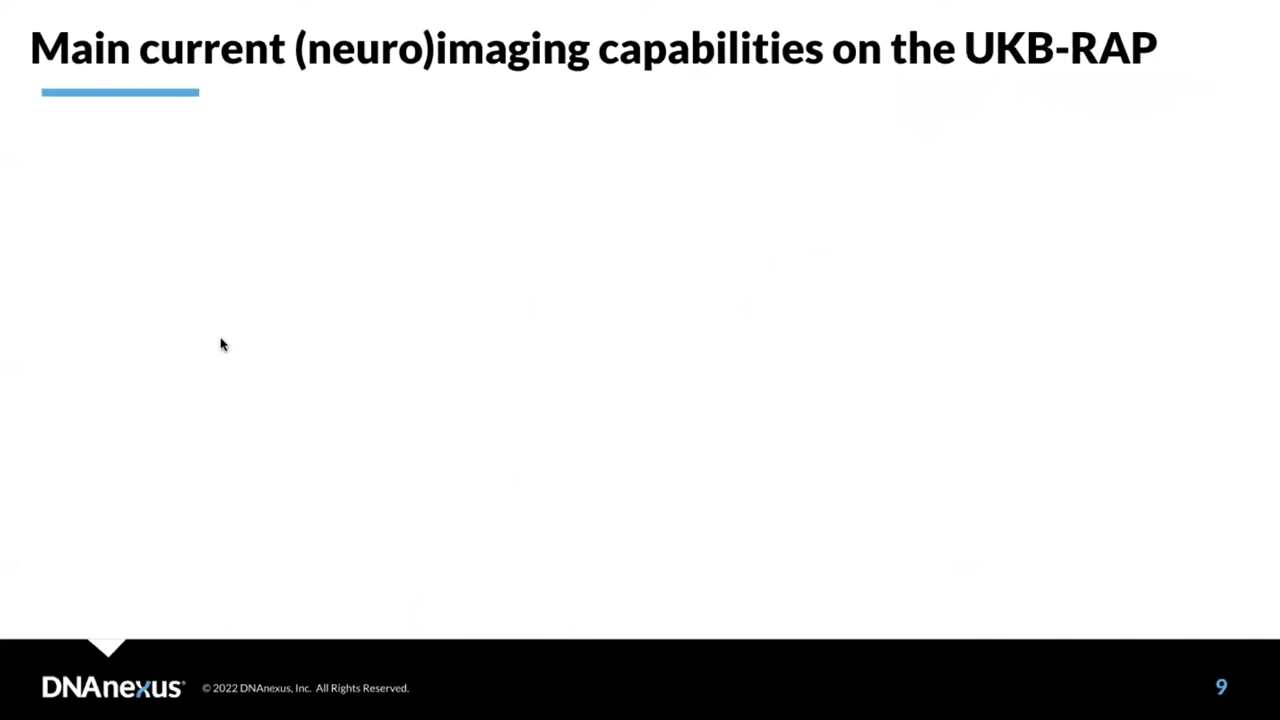 Main current (neuro)imaging capabilities on the UKB-RAP
DNAnexus® © 2022 DNAnexus, Inc. All Rights Reserved. 9